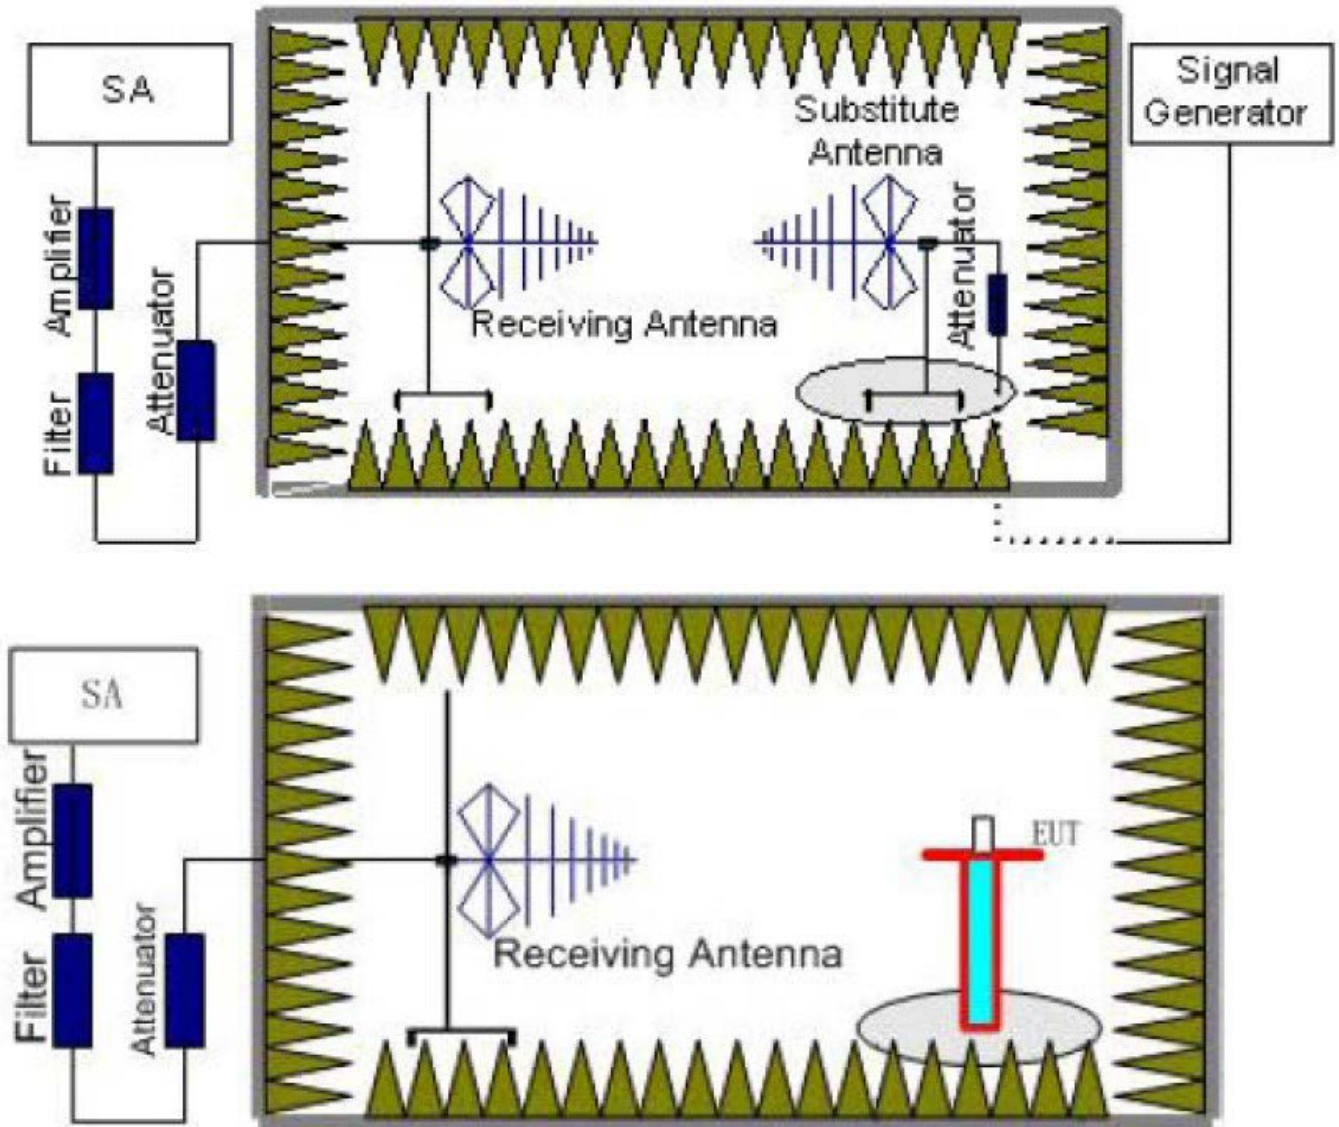 SA
Signal
Generator
Substitute
Antenna
Amplifier
Attenuator
Attenuator
Receiving Antenna
Filter
SA
Amplifier
EUT
Attenuator
Receiving Antenna
Filter